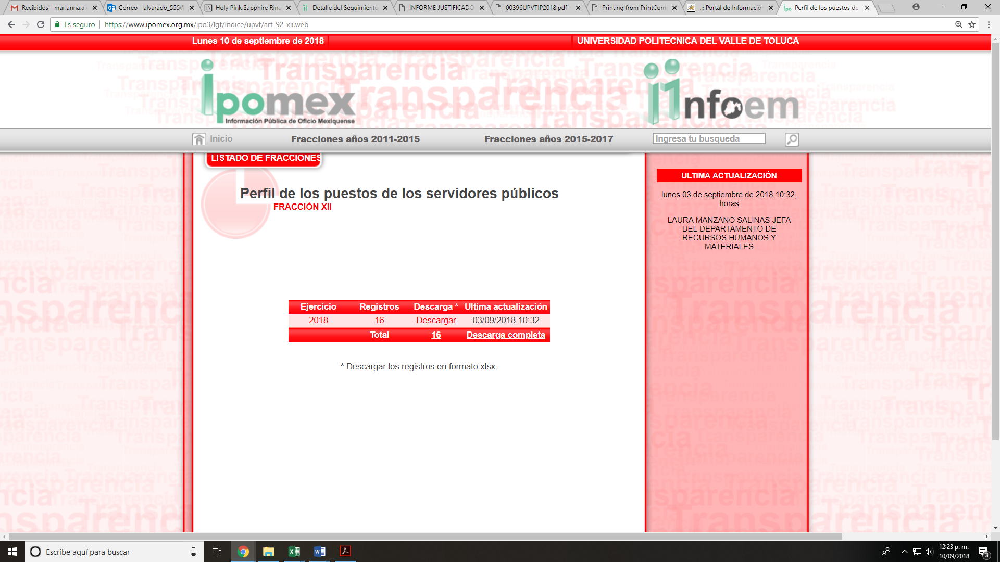 Recibidos - marianna.al
Correo - alvarado_555@
Holy Pink Sapphire Ring
Detalle del Seguimiento
INFORME JUSTIFICADO
00396UPVTIP2018.pdf
Printing from PrintCom
..:: Portal de Información
Perfil de los puestos de
Es seguro
https://www.ipomex.org.mx/ipo3/lgt/indice/upvt/art_92_xii.web
Lunes 10 de septiembre de 2018
UNIVERSIDAD POLITECNICA DEL VALLE DE TOLUCA
Transparencia
ipomex
Información Pública de Oficio Mexiquense
infoem
Inicio
Fracciones años 2011-2015
Fracciones años 2015-2017
Ingresa tu busqueda
LISTADO DE FRACCIONES
Perfil de los puestos de los servidores públicos
FRACCIÓN XII
ULTIMA ACTUALIZACIÓN
lunes 03 de septiembre de 2018 10:32,
horas
LAURA MANZANO SALINAS JEFA
DEL DEPARTAMENTO DE
RECURSOS HUMANOS Y
MATERIALES
Ejercicio Registros Descarga * Ultima actualización
2018 16 Descargar 03/09/2018 10:32
Total 16 Descarga completa
* Descargar los registros en formato xlsx.
Escribe aquí para buscar
12:23 p. m.
10/09/2018
3